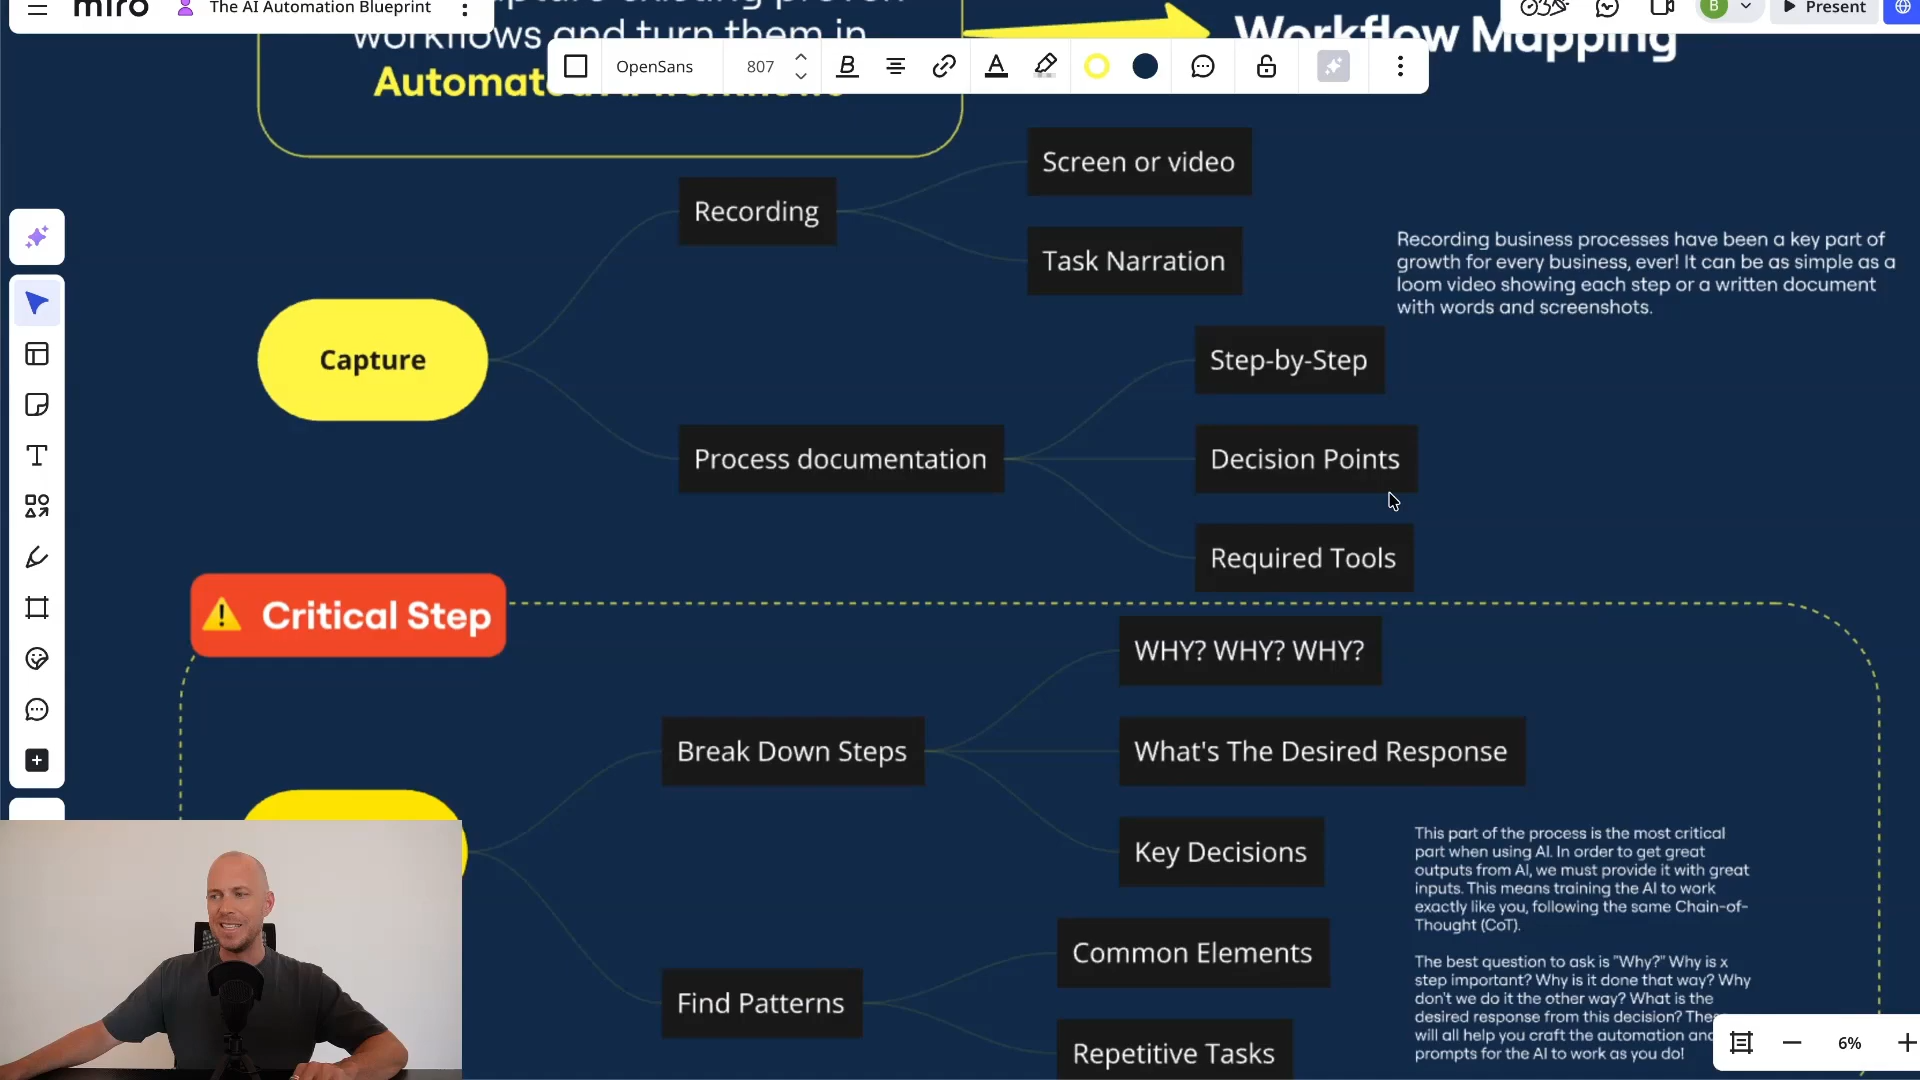 miro
The AI Automation Blueprint
Present
B
workflows and turn them in
Automated AI workflows
Workflow Mapping
OpenSans
807
B
A
Screen or video
Recording
Task Narration
Recording business processes have been a key part of
growth for every business, ever! It can be as simple as a
loom video showing each step or a written document
with words and screenshots.
Capture
Step-by-Step
Process documentation
Decision Points
Required Tools
Critical Step
WHY? WHY? WHY?
Break Down Steps
What's The Desired Response
Key Decisions
This part of the process is the most critical
part when using AI. In order to get great
outputs from AI, we must provide it with great
inputs. This means training the AI to work
exactly like you, following the same Chain-of-
Thought (CoT).
Common Elements
Find Patterns
Repetitive Tasks
The best question to ask is "Why?" Why is x
step important? Why is it done that way? Why
don't we do it the other way? What is the
desired response from this decision?
will all help you craft the automation and
prompts for the AI to work as you do!
6%